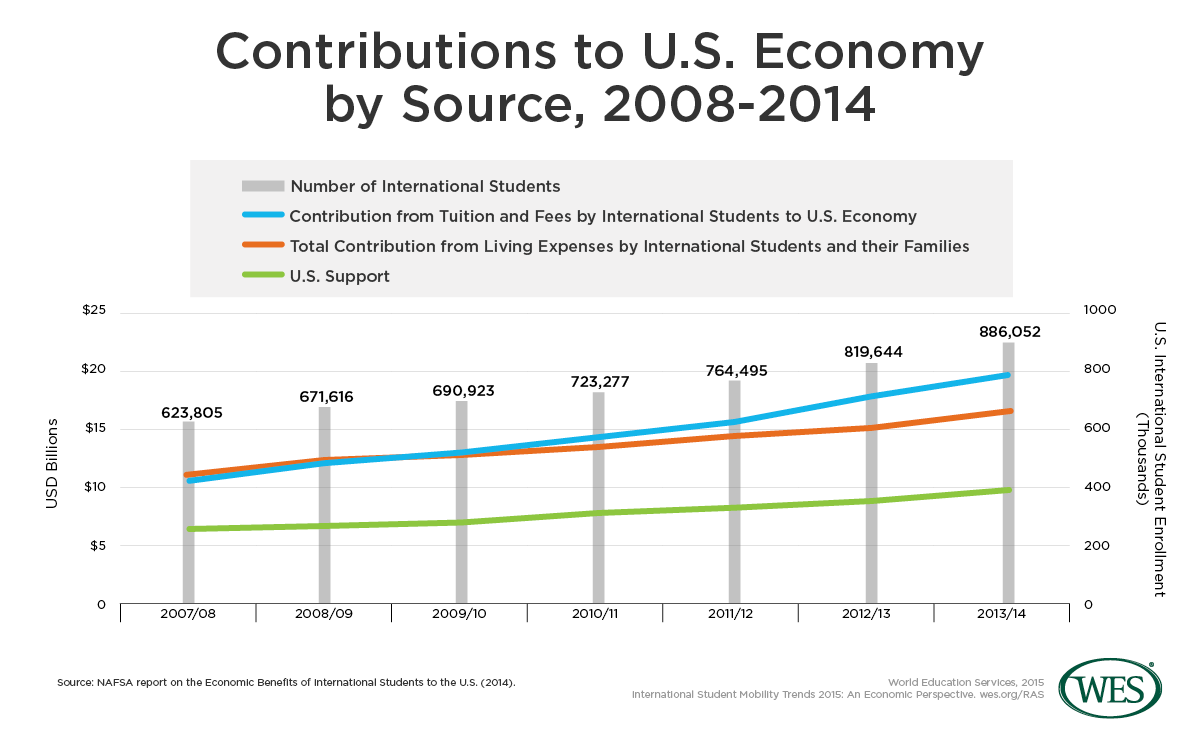 Contributions to U.S. Economy
by Source, 2008-2014
Number of International Students
Contribution from Tuition and Fees by International Students to U.S. Economy
Total Contribution from Living Expenses by International Students and their Families
U.S. Support
$25
$20
$15
$10
$5
0
USD Billions
623,805
671,616
690,923
723,277
764,495
819,644
886,052
1000
800
600
400
200
0
U.S. International Student Enrollment
(Thousands)
2007/08
2008/09
2009/10
2010/11
2011/12
2012/13
2013/14
Source: NAFSA report on the Economic Benefits of International Students to the U.S. (2014).
World Education Services, 2015
International Student Mobility Trends 2015: An Economic Perspective. wes.org/RAS
WES®